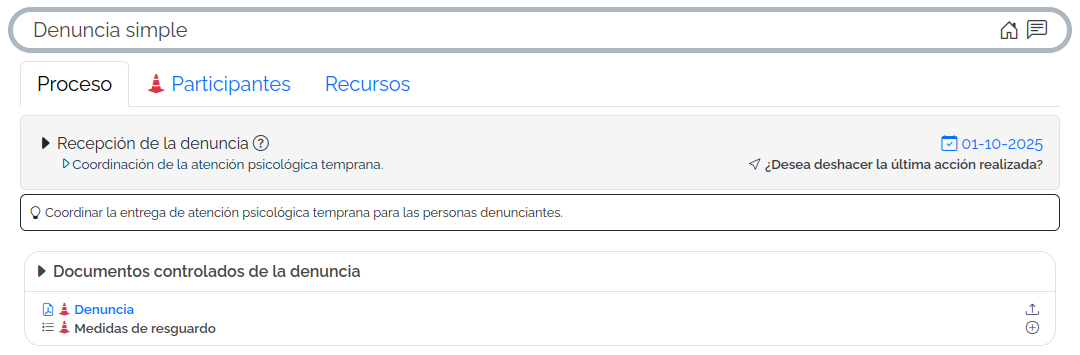 Denuncia simple
Proceso
Participantes
Recursos
Recepción de la denuncia
01-10-2025
Coordinación de la atención psicológica temprana.
¿Desea deshacer la última acción realizada?
Coordinar la entrega de atención psicológica temprana para las personas denunciantes.
Documentos controlados de la denuncia
Denuncia
Medidas de resguardo